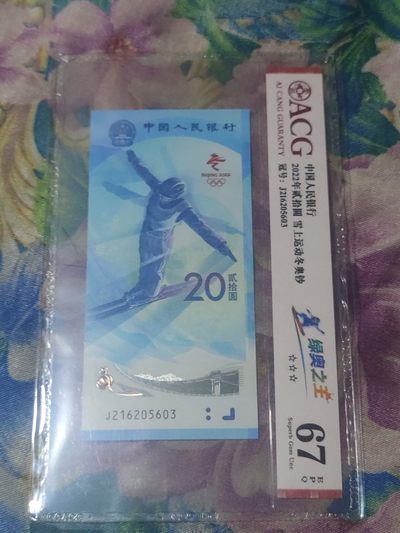 中国人民银行
BEIJING 2022
20
贰拾圆
J216205603
ACG
AI CANG GUARANTY
中国人民银行
2022年贰拾圆 雪上运动冬奥钞
冠号：J216205603
绿奥之王
☆☆☆
67
Superb Gem Unc
E
P
Q